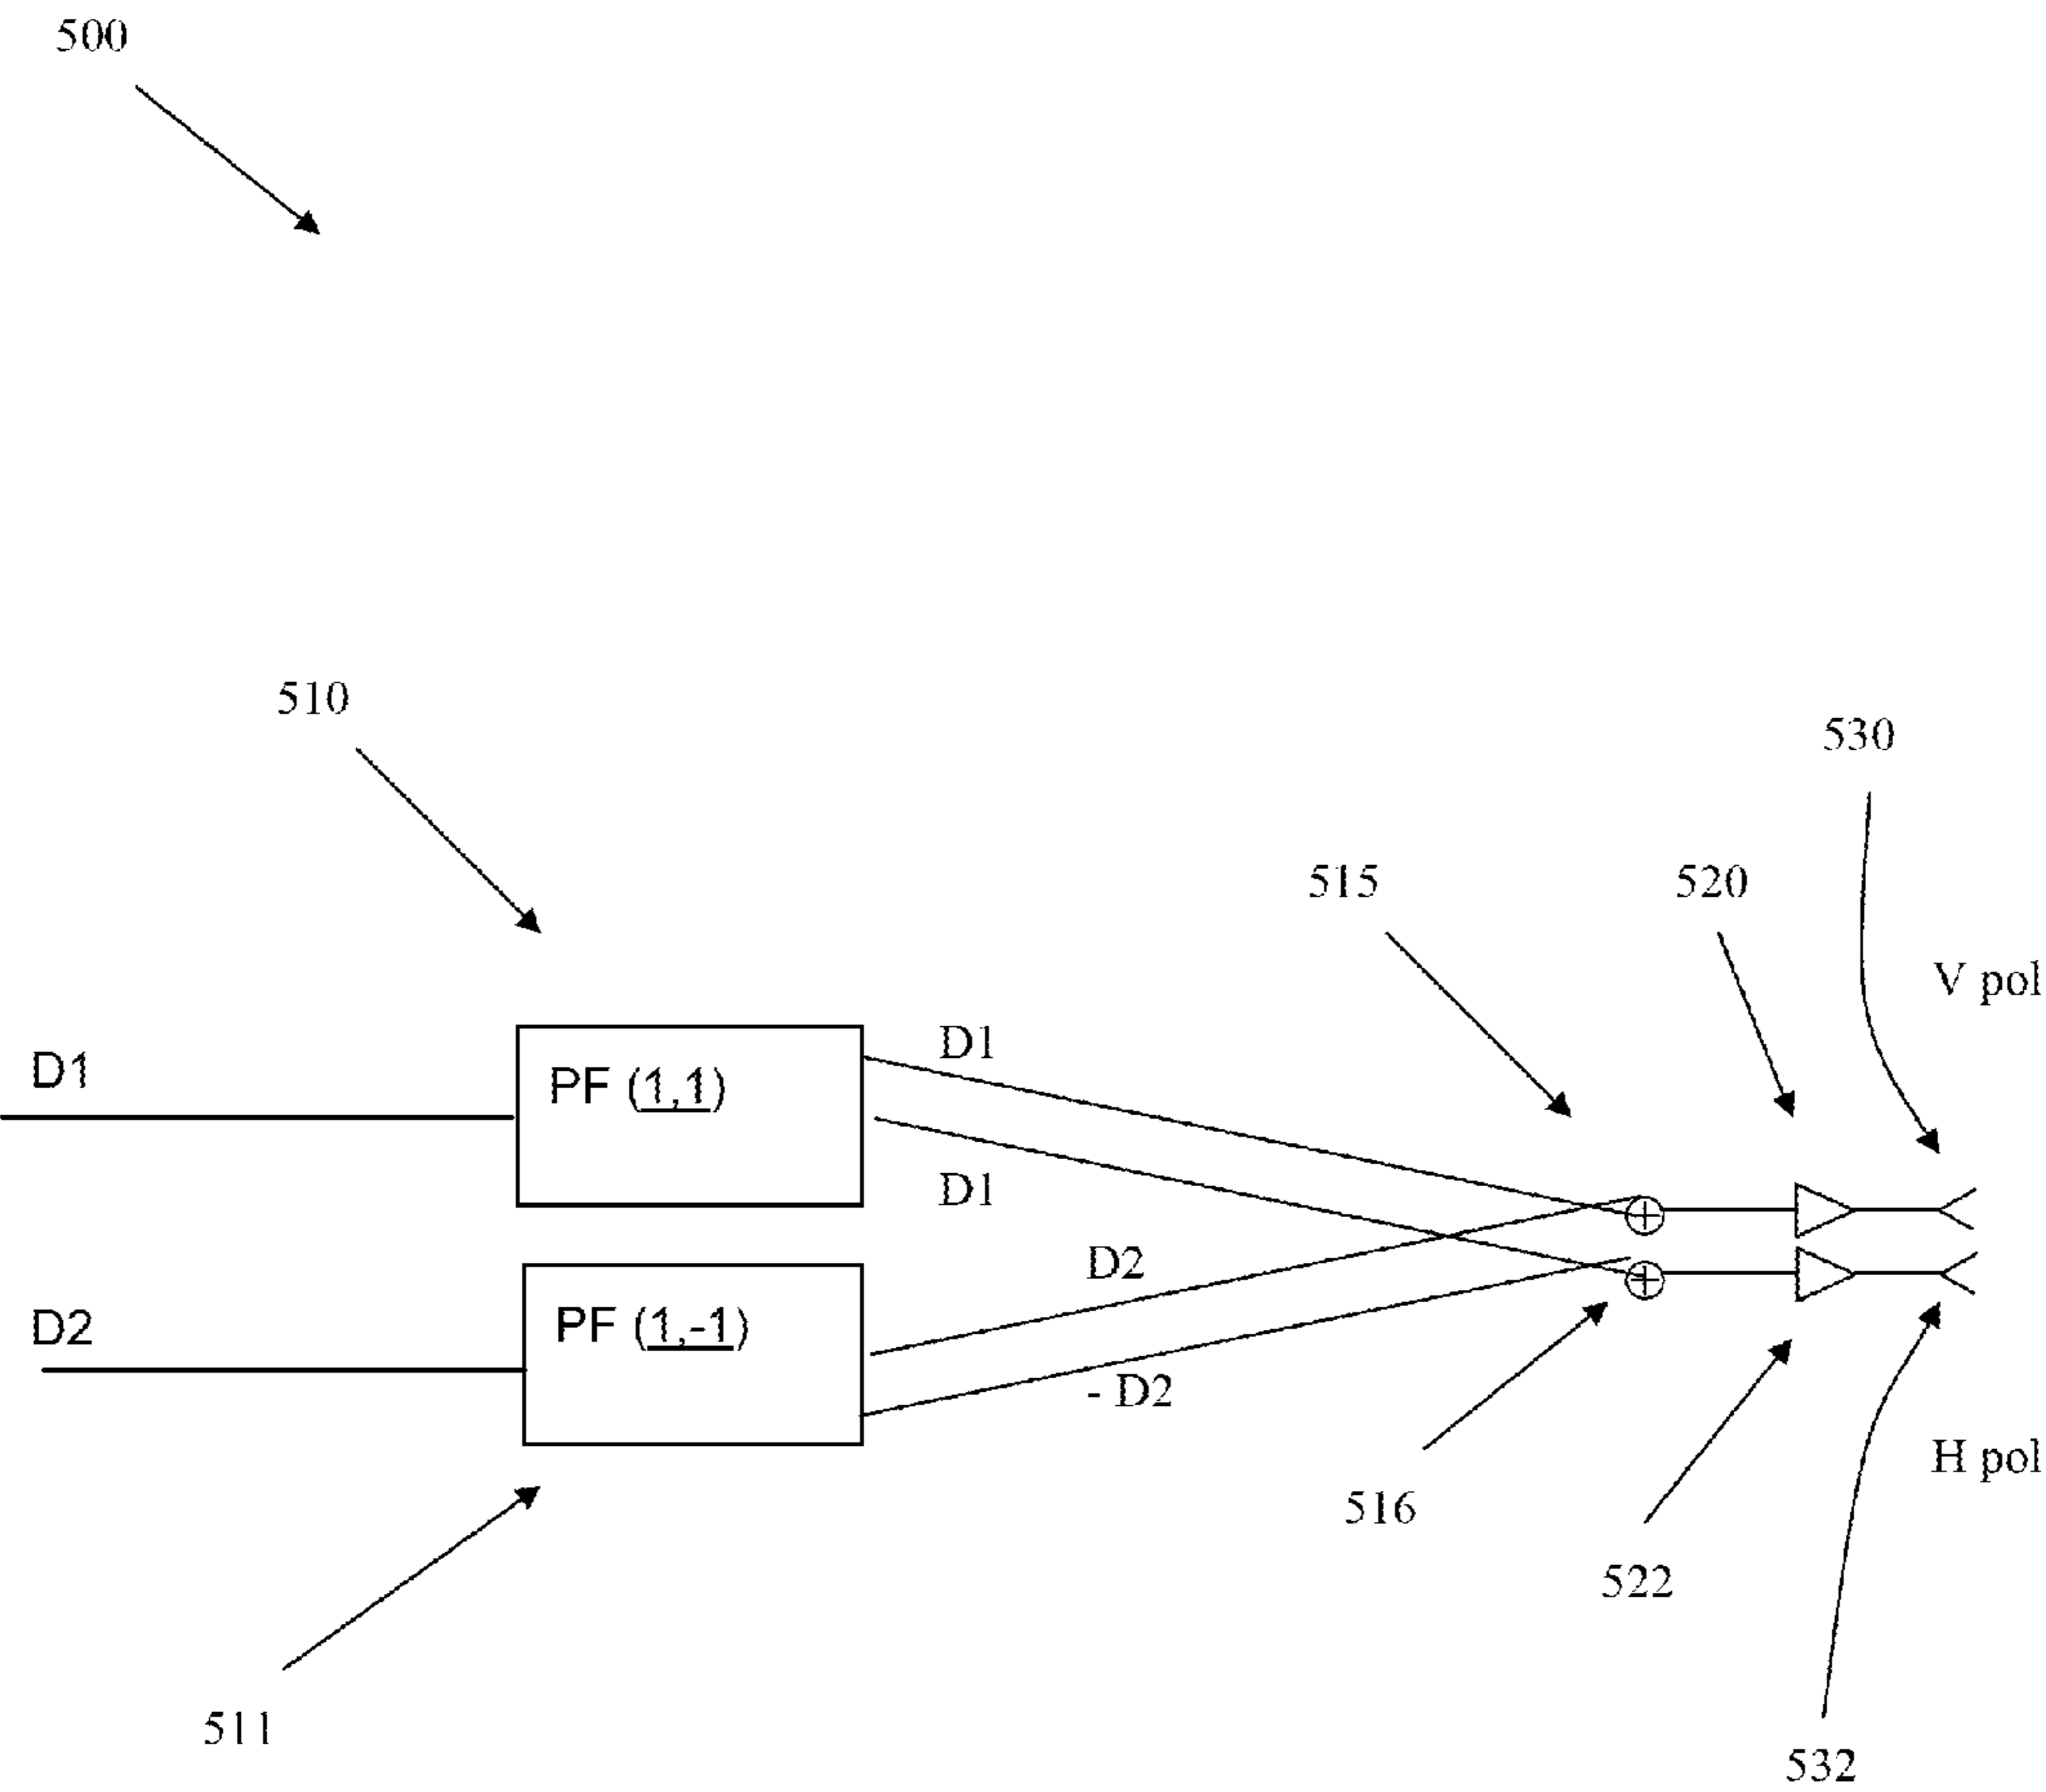 500
510
530
515
520
V pol
D1
D1
PF (1,1)
D1
D2
D2
PF (1,-1)
- D2
H pol
516
522
511
532